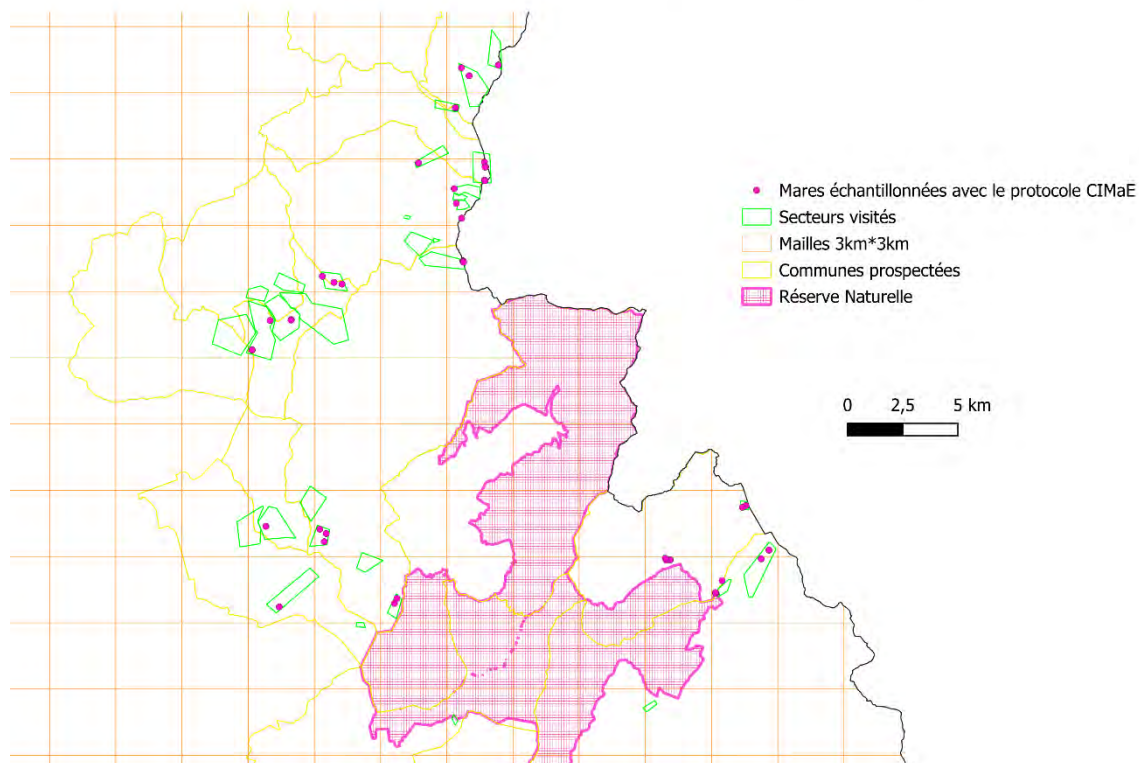 Mares échantillonnées avec le protocole CIMaE
Secteurs visités
Mailles 3km*3km
Communes prospectées
Réserve Naturelle
0 2,5 5 km